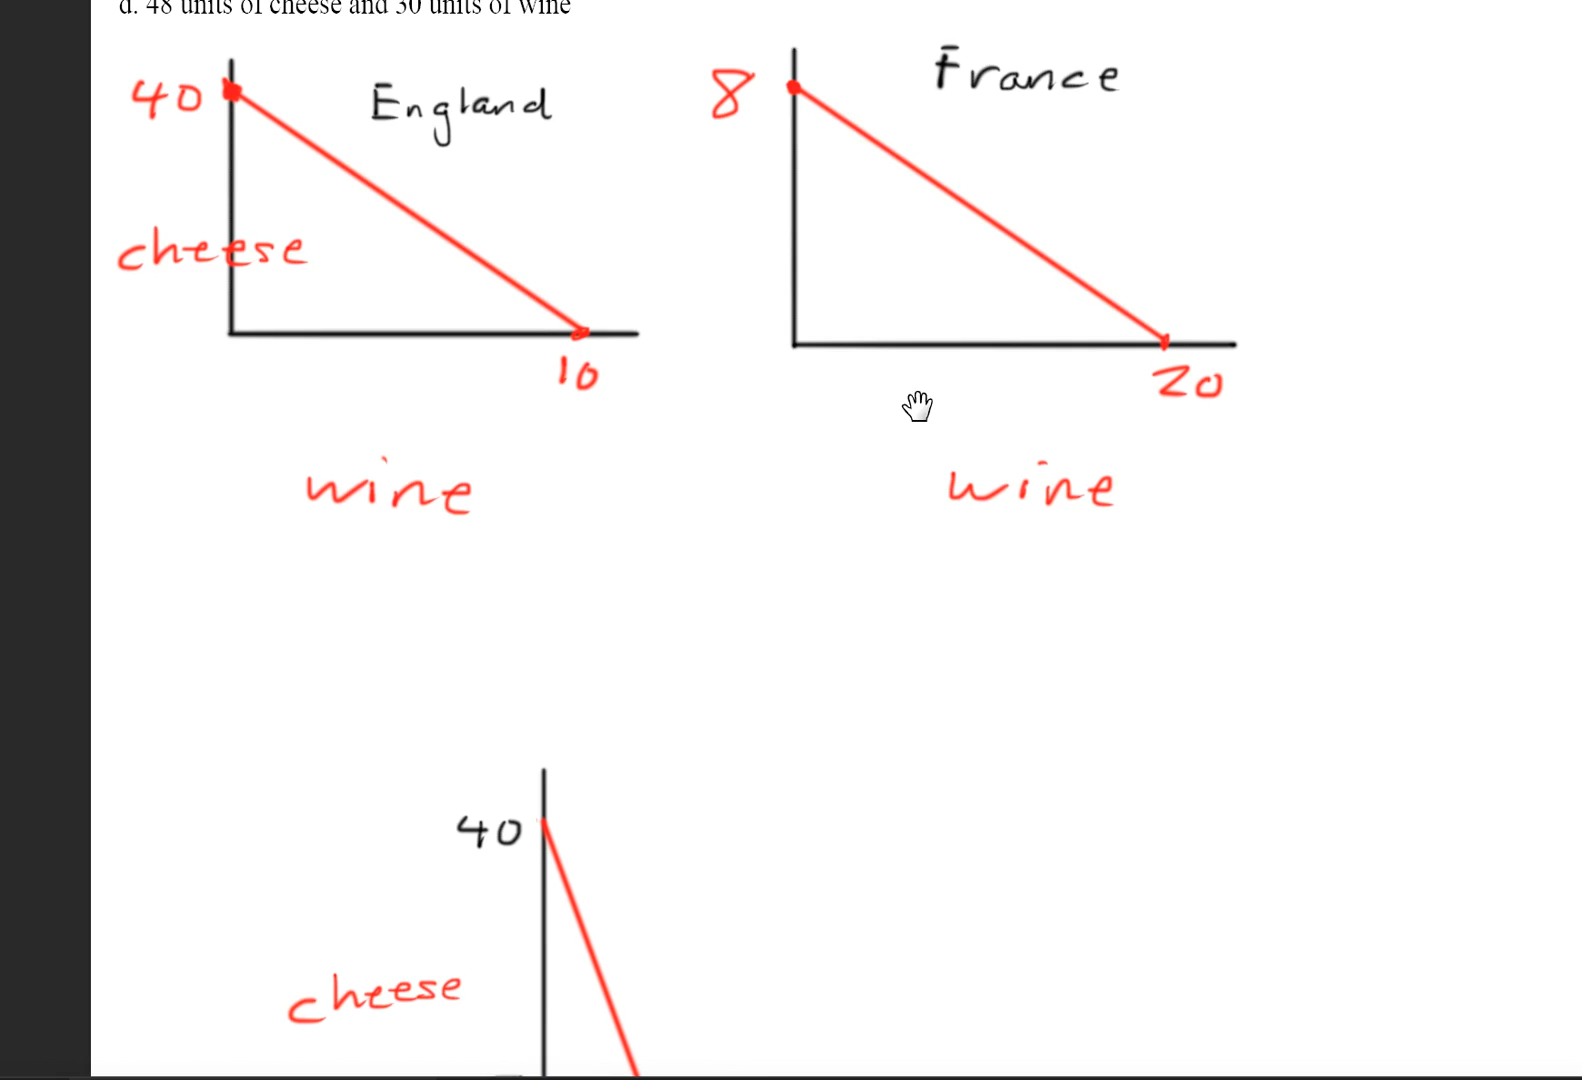 d. 48 units of cheese and 30 units of wine
40 England
8 France
cheese
10
20
wine
wine
40
cheese